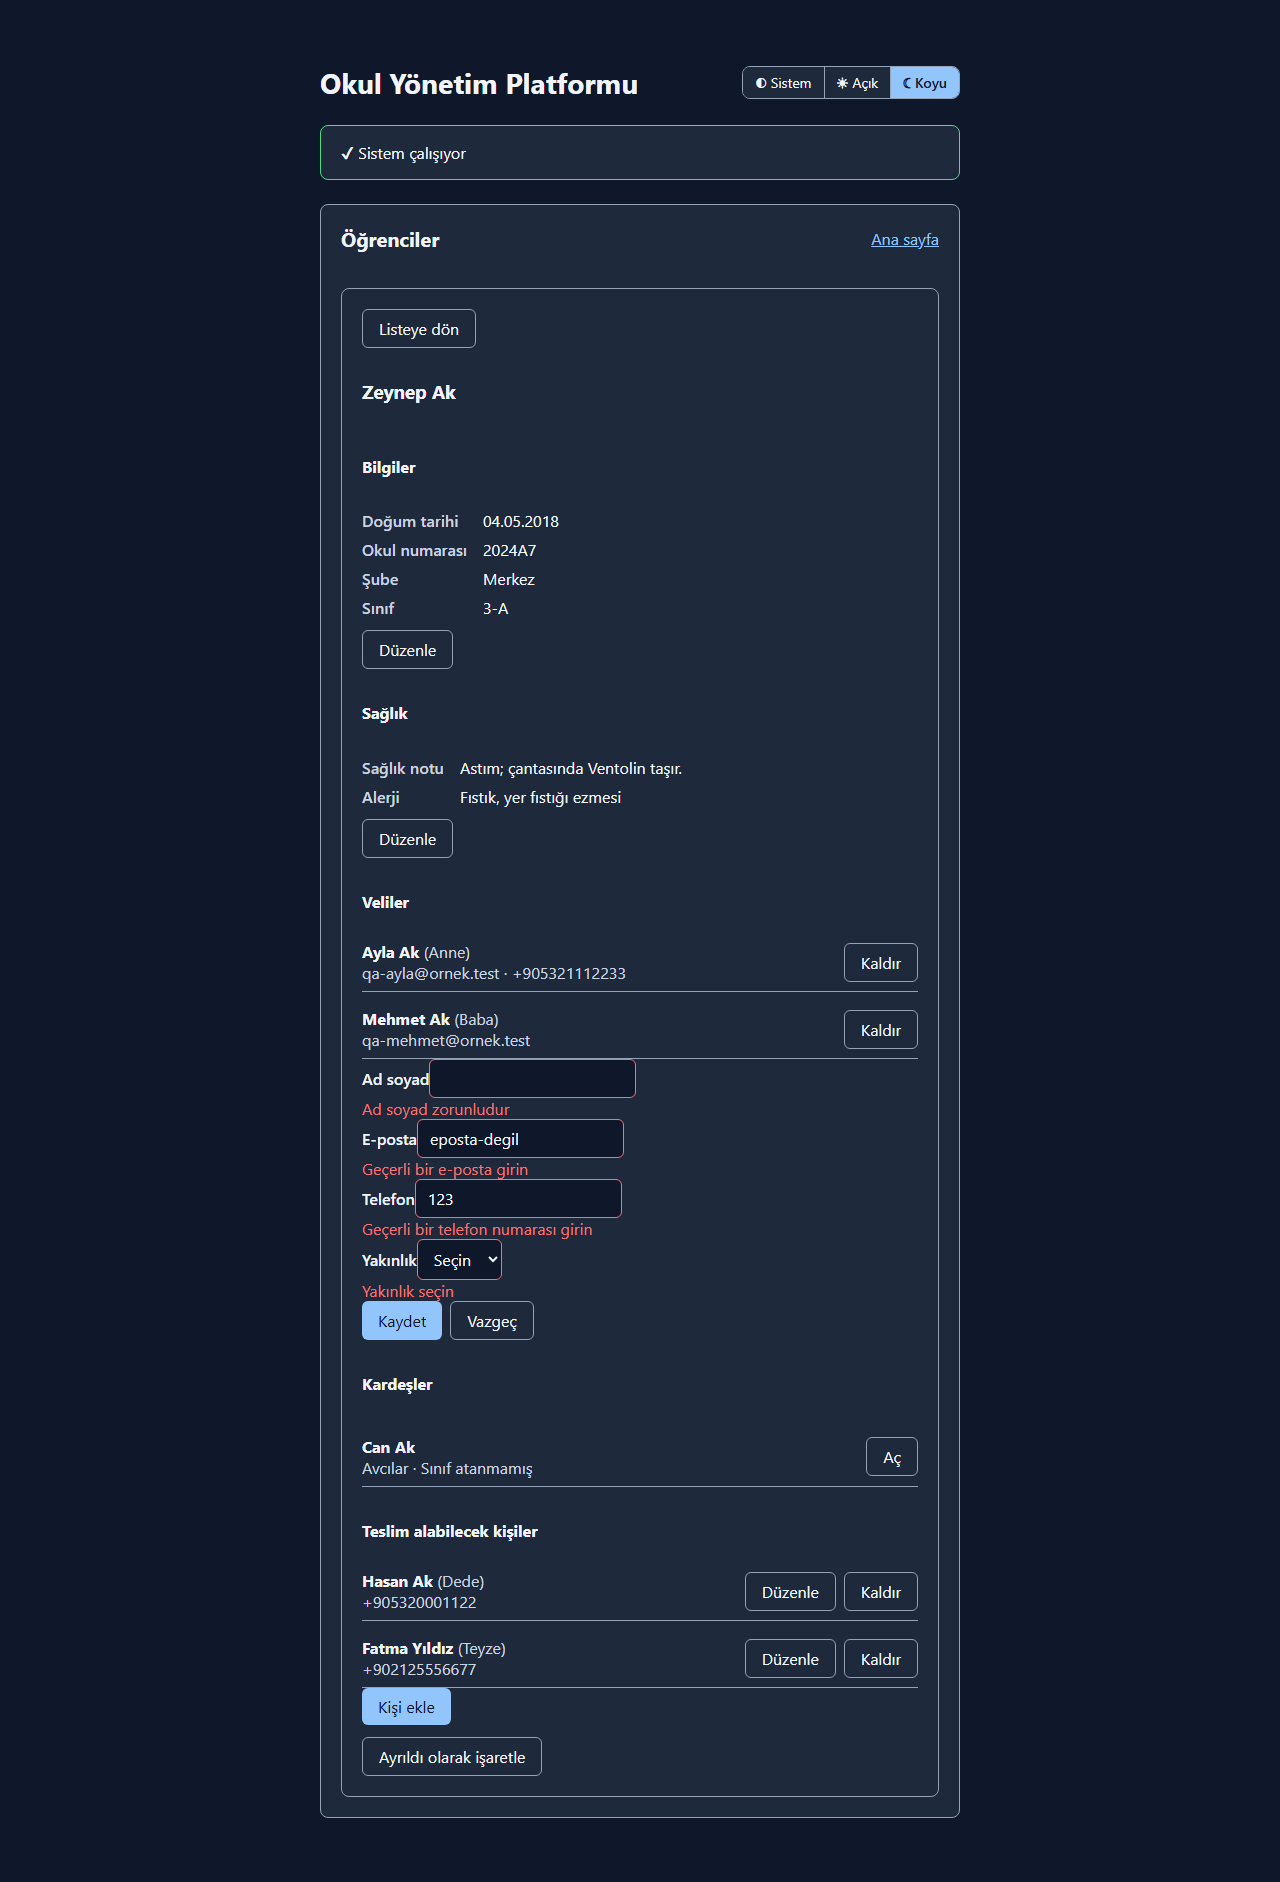 Okul Yönetim Platformu
◐ Sistem ☀ Açık ☾ Koyu
✔ Sistem çalışıyor
Öğrenciler
Ana sayfa
Listeye dön
Zeynep Ak
Bilgiler
Doğum tarihi 04.05.2018
Okul numarası 2024A7
Şube Merkez
Sınıf 3-A
Düzenle
Sağlık
Sağlık notu Astım; çantasında Ventolin taşır.
Alerji Fıstık, yer fıstığı ezmesi
Düzenle
Veliler
Ayla Ak (Anne)
qa-ayla@ornek.test · +905321112233
Kaldır
Mehmet Ak (Baba)
qa-mehmet@ornek.test
Kaldır
Ad soyad
Ad soyad zorunludur
E-posta eposta-degil
Geçerli bir e-posta girin
Telefon 123
Geçerli bir telefon numarası girin
Yakınlık Seçin
Yakınlık seçin
Kaydet Vazgeç
Kardeşler
Can Ak
Avcılar · Sınıf atanmamış
Aç
Teslim alabilecek kişiler
Hasan Ak (Dede)
+905320001122
Düzenle Kaldır
Fatma Yıldız (Teyze)
+902125556677
Düzenle Kaldır
Kişi ekle
Ayrıldı olarak işaretle